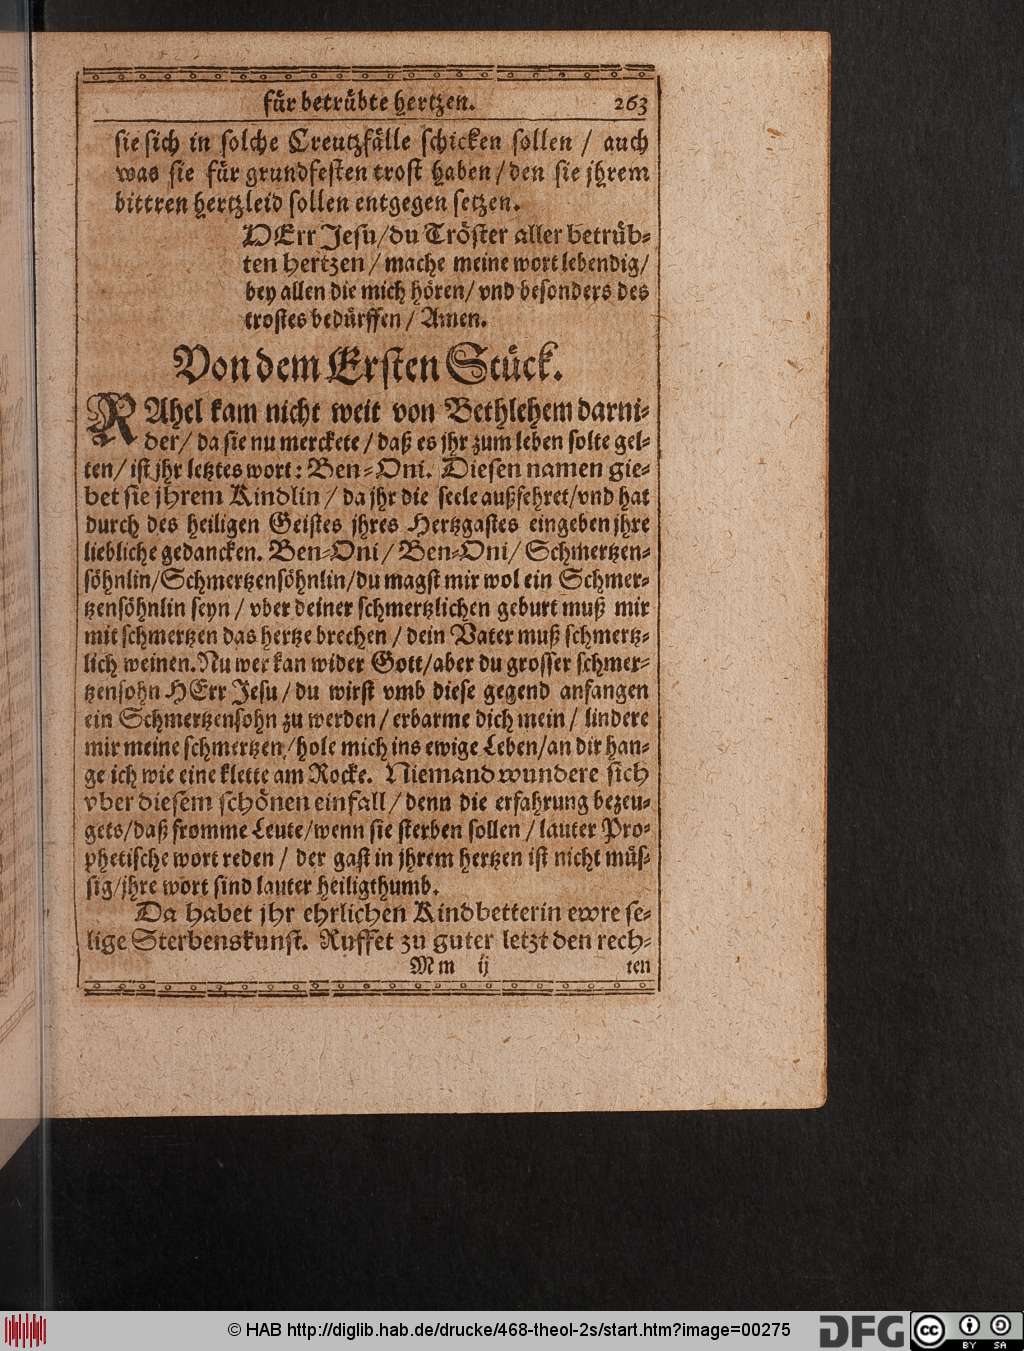 für betrübte hertzen. 263
sie sich in solche Creutzfälle schicken sollen / auch
was sie für grundfesten trost haben / den sie jhrem
bittren hertzleid sollen entgegen setzen.
HErr Jesu/du Tröster aller betrüb-
ten hertzen / mache meine wort lebendig/
bey allen die mich hören/ vnd besonders des
trostes bedürffen / Amen.
Von dem Ersten Stück.
RAhel kam nicht weit von Bethlehem darni-
der/ da sie nu merckete / daß es jhr zum leben solte gel-
ten/ ist jhr letztes wort: Ben-Oni. Diesen namen gie-
bet sie jhrem Kindlin / da jhr die seele außfehret/vnd hat
durch des heiligen Geistes jhres Hertzgastes eingeben jhre
liebliche gedancken. Ben-Oni / Ben-Oni/ Schmertzen-
söhnlin/Schmertzensöhnlin/du magst mir wol ein Schmer-
tzensöhnlin seyn / vber deiner schmertzlichen geburt muß mir
mit schmertzen das hertze brechen / dein Vater muß schmertz-
lich weinen. Nu wer kan wider Gott/aber du grosser schmer-
tzensohn HErr Jesu / du wirst vmb diese gegend anfangen
ein Schmertzensohn zu werden / erbarme dich mein / lindere
mir meine schmertzen/hole mich ins ewige Leben/an dir han-
ge ich wie eine klette am Rocke. Niemand wundere sich
vber diesem schönen einfall / denn die erfahrung bezeu-
gets/daß fromme Leute/wenn sie sterben sollen / lauter Pro-
phetische wort reden / der gast in jhrem hertzen ist nicht müs-
sig/jhre wort sind lauter heiligthumb.
Da habet jhr ehrlichen Kindbetterin ewre se-
lige Sterbenskunst. Ruffet zu guter letzt den rech-
Mm ij ten
© HAB http://diglib.hab.de/drucke/468-theol-2s/start.htm?image=00275
DFG
cc BY SA